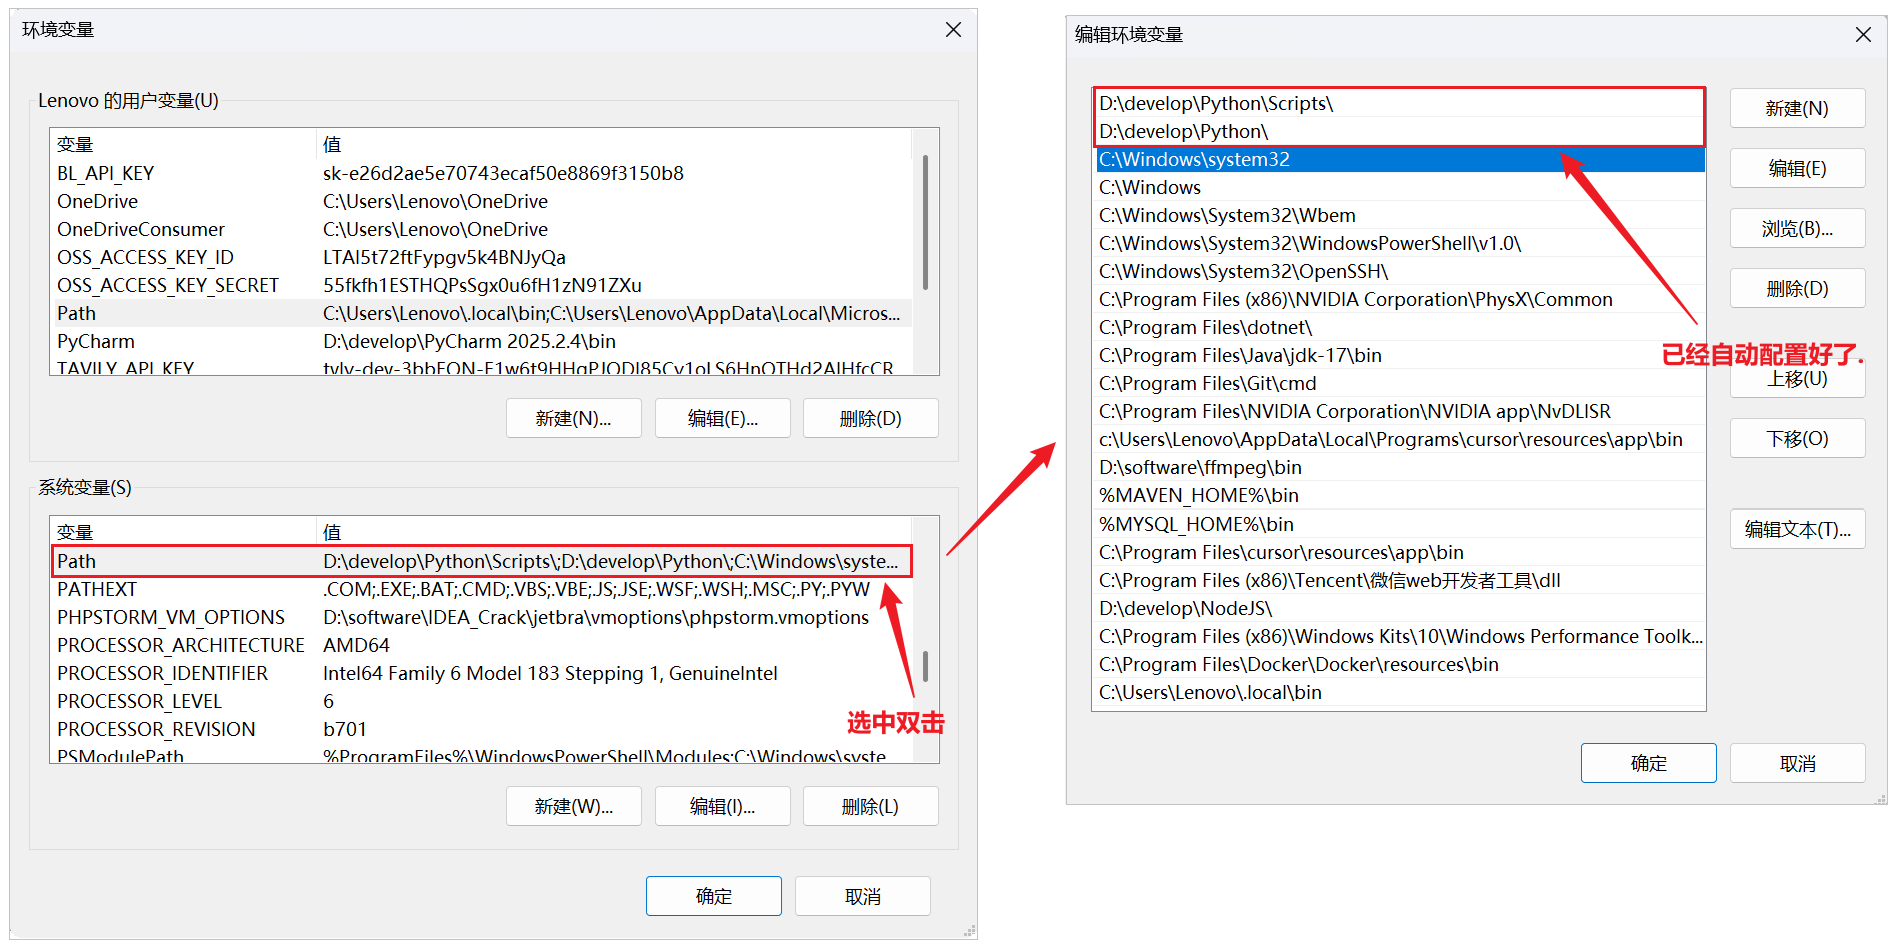 环境变量
Lenovo 的用户变量(U)
变量 值
BL_API_KEY sk-e26d2ae5e70743ecaf50e8869f3150b8
OneDrive C:\Users\Lenovo\OneDrive
OneDriveConsumer C:\Users\Lenovo\OneDrive
OSS_ACCESS_KEY_ID LTAI5t72ftFypgv5k4BNJyQa
OSS_ACCESS_KEY_SECRET 55fkfh1ESTHQPsSgx0u6fH1zN91ZXu
Path C:\Users\Lenovo\.local\bin;C:\Users\Lenovo\AppData\Local\Micros...
PyCharm D:\develop\PyCharm 2025.2.4\bin
TAVILY_API_KEY
新建(N)... 编辑(E)... 删除(D)
系统变量(S)
变量 值
Path D:\develop\Python\Scripts\;D:\develop\Python\;C:\Windows\syste...
PATHEXT .COM;.EXE;.BAT;.CMD;.VBS;.VBE;.JS;.JSE;.WSF;.WSH;.MSC;.PY;.PYW
PHPSTORM_VM_OPTIONS D:\software\IDEA_Crack\jetbra\vmoptions\phpstorm.vmoptions
PROCESSOR_ARCHITECTURE AMD64
PROCESSOR_IDENTIFIER Intel64 Family 6 Model 183 Stepping 1, GenuineIntel
PROCESSOR_LEVEL 6
PROCESSOR_REVISION b701
PSModulePath %ProgramFiles%\WindowsPowerShell\Modules;C:\Windows\syste...
选中双击
新建(W)... 编辑(I)... 删除(L)
确定 取消
编辑环境变量
D:\develop\Python\Scripts\
D:\develop\Python\
C:\Windows\system32
C:\Windows
C:\Windows\System32\Wbem
C:\Windows\System32\WindowsPowerShell\v1.0\
C:\Windows\System32\OpenSSH\
C:\Program Files (x86)\NVIDIA Corporation\PhysX\Common
C:\Program Files\dotnet\
C:\Program Files\Java\jdk-17\bin
C:\Program Files\Git\cmd
C:\Program Files\NVIDIA Corporation\NVIDIA app\NvDLISR
c:\Users\Lenovo\AppData\Local\Programs\cursor\resources\app\bin
D:\software\ffmpeg\bin
%MAVEN_HOME%\bin
%MYSQL_HOME%\bin
C:\Program Files\cursor\resources\app\bin
C:\Program Files (x86)\Tencent\微信web开发者工具\dll
D:\develop\NodeJS\
C:\Program Files (x86)\Windows Kits\10\Windows Performance Toolk...
C:\Program Files\Docker\Docker\resources\bin
C:\Users\Lenovo\.local\bin
新建(N)
编辑(E)
浏览(B)...
删除(D)
已经自动配置好了.
上移(U)
下移(O)
编辑文本(T)...
确定 取消